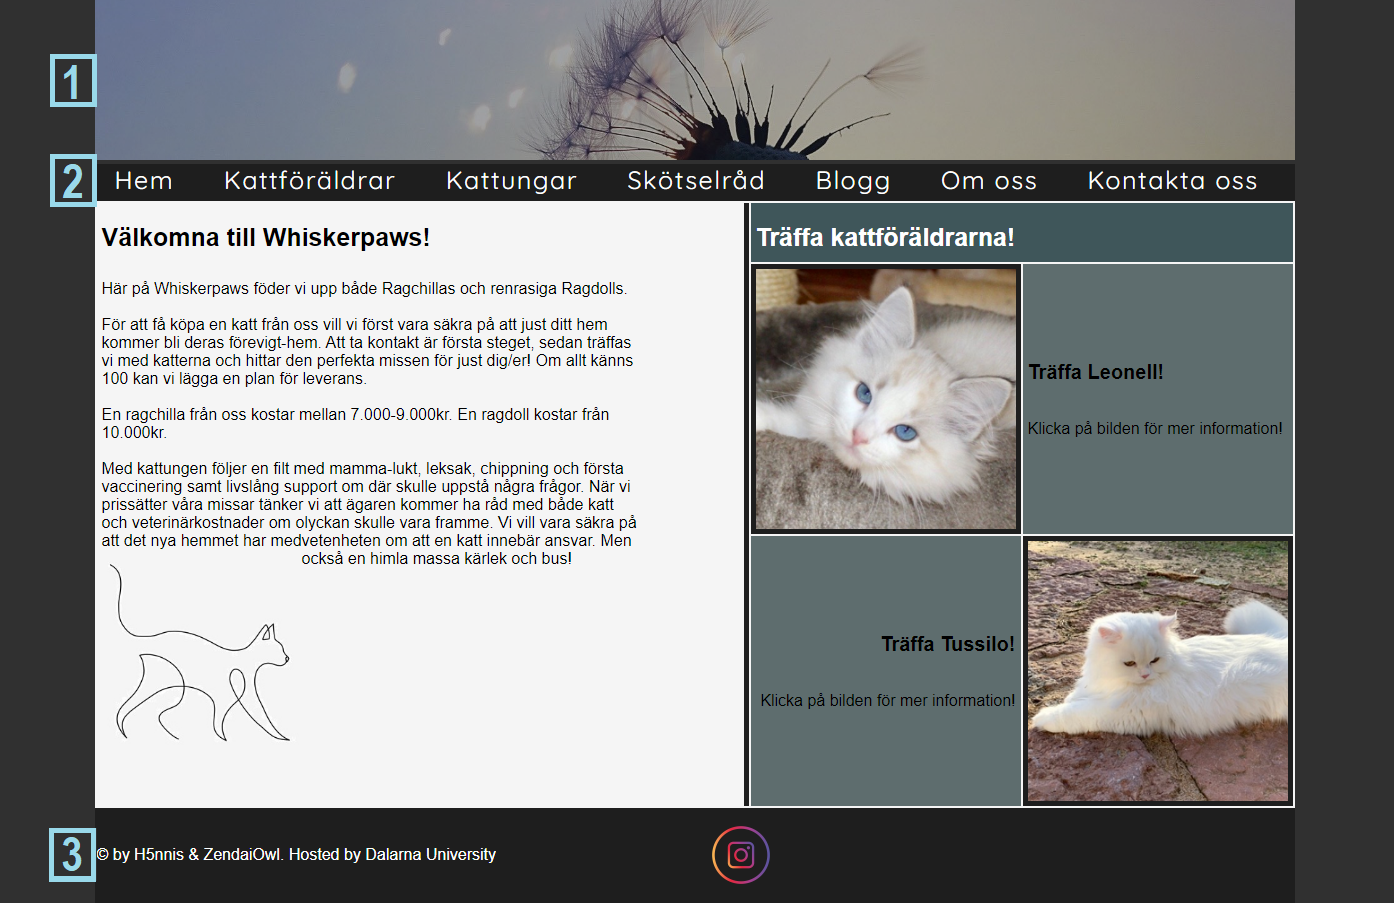 1
2
Hem Kattföräldrar Kattungar Skötselråd Blogg Om oss Kontakta oss
Välkomna till Whiskerpaws!
Här på Whiskerpaws föder vi upp både Ragchillas och renrasiga Ragdolls.
För att få köpa en katt från oss vill vi först vara säkra på att just ditt hem
kommer bli deras förevigt-hem. Att ta kontakt är första steget, sedan träffas
vi med katterna och hittar den perfekta missen för just dig/er! Om allt känns
100 kan vi lägga en plan för leverans.
En ragchilla från oss kostar mellan 7.000-9.000kr. En ragdoll kostar från
10.000kr.
Med kattungen följer en filt med mamma-lukt, leksak, chippning och första
vaccinering samt livslång support om där skulle uppstå några frågor. När vi
prissätter våra missar tänker vi att ägaren kommer ha råd med både katt
och veterinärkostnader om olyckan skulle vara framme. Vi vill vara säkra på
att det nya hemmet har medvetenheten om att en katt innebär ansvar. Men
också en himla massa kärlek och bus!
Träffa kattföräldrarna!
Träffa Leonell!
Klicka på bilden för mer information!
Träffa Tussilo!
Klicka på bilden för mer information!
3
© by H5nnis & ZendaiOwl. Hosted by Dalarna University